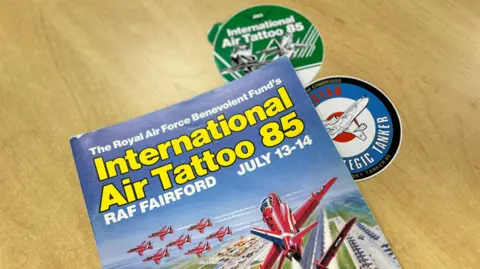 International
Air Tattoo 85
The Royal Air Force Benevolent Fund's
International
Air Tattoo 85
RAF FAIRFORD JULY 13-14
TANKER